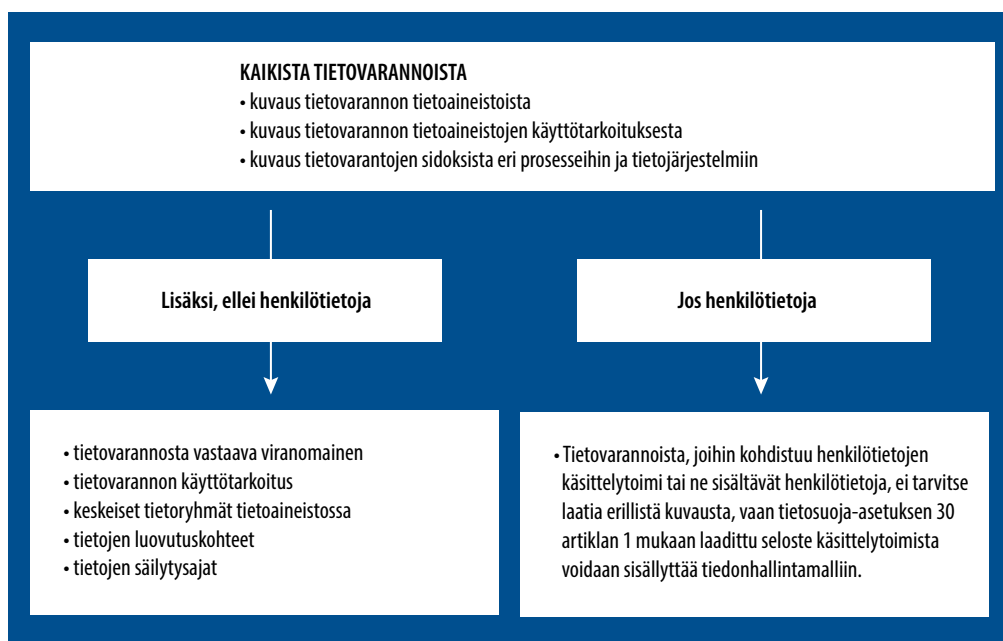 KAIKISTA TIETOVARANNOISTA
• kuvaus tietovarannon tietoaineistoista
• kuvaus tietovarannon tietoaineistojen käyttötarkoituksesta
• kuvaus tietovarantojen sidoksista eri prosesseihin ja tietojärjestelmiin
Lisäksi, ellei henkilötietoja
Jos henkilötietoja
• tietovarannosta vastaava viranomainen
• tietovarannon käyttötarkoitus
• keskeiset tietoryhmät tietoaineistossa
• tietojen luovutuskohteet
• tietojen säilytysajat
• Tietovarannoista, joihin kohdistuu henkilötietojen
käsittelytoimi tai ne sisältävät henkilötietoja, ei tarvitse
laatia erillistä kuvausta, vaan tietosuoja-asetuksen 30
artiklan 1 mukaan laadittu seloste käsittelytoimista
voidaan sisällyttää tiedonhallintamalliin.